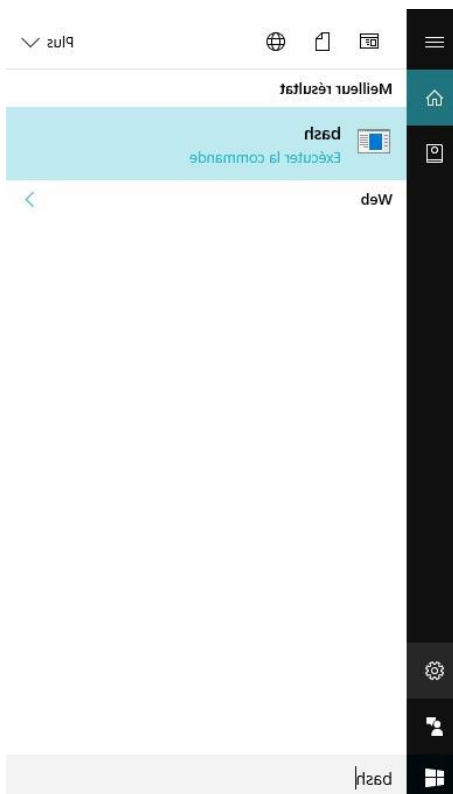 Plus
Meilleur résultat
bash
Exécuter la commande
Web
bash